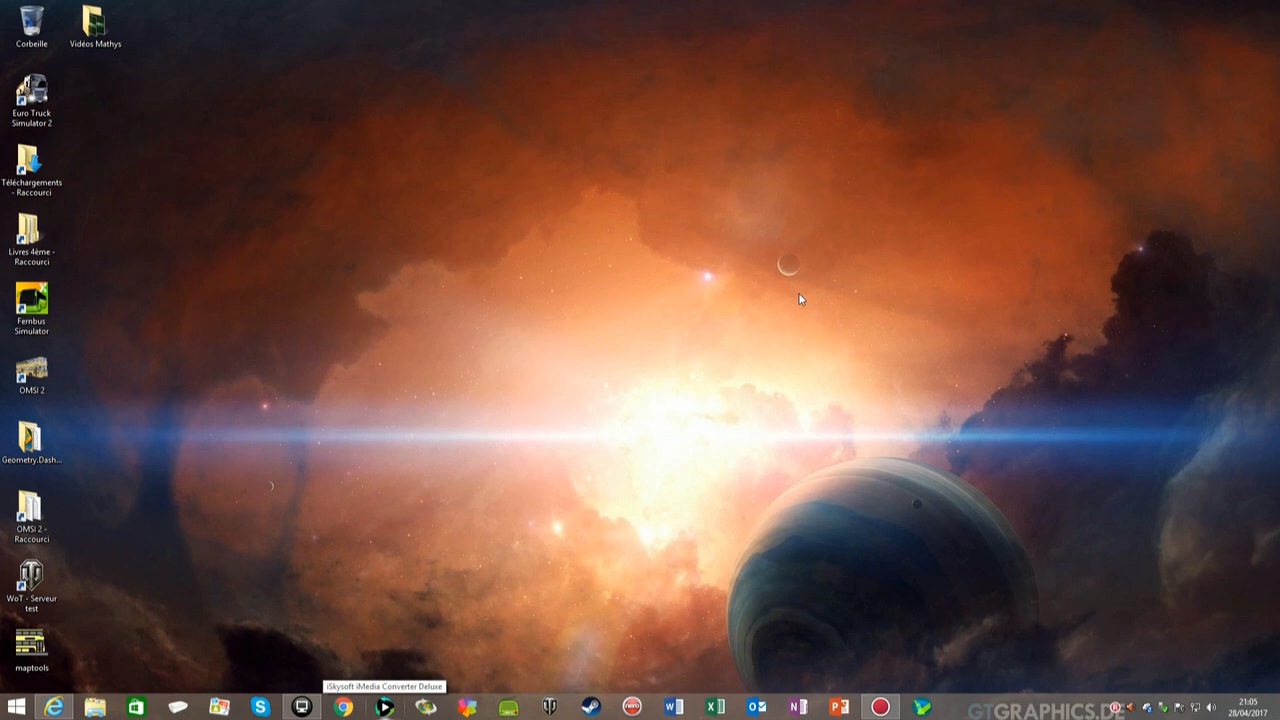 Corbeille
Vidéos Mathys
Euro Truck
Simulator 2
Téléchargements
- Raccourci
Livres 4ème -
Raccourci
Fernbus
Simulator
OMSI 2
Geometry.Dash...
OMSI 2 -
Raccourci
WoT - Serveur
test
maptools
iSkysoft iMedia Converter Deluxe
GTGRAPHICS.DE
21:05
28/04/2017